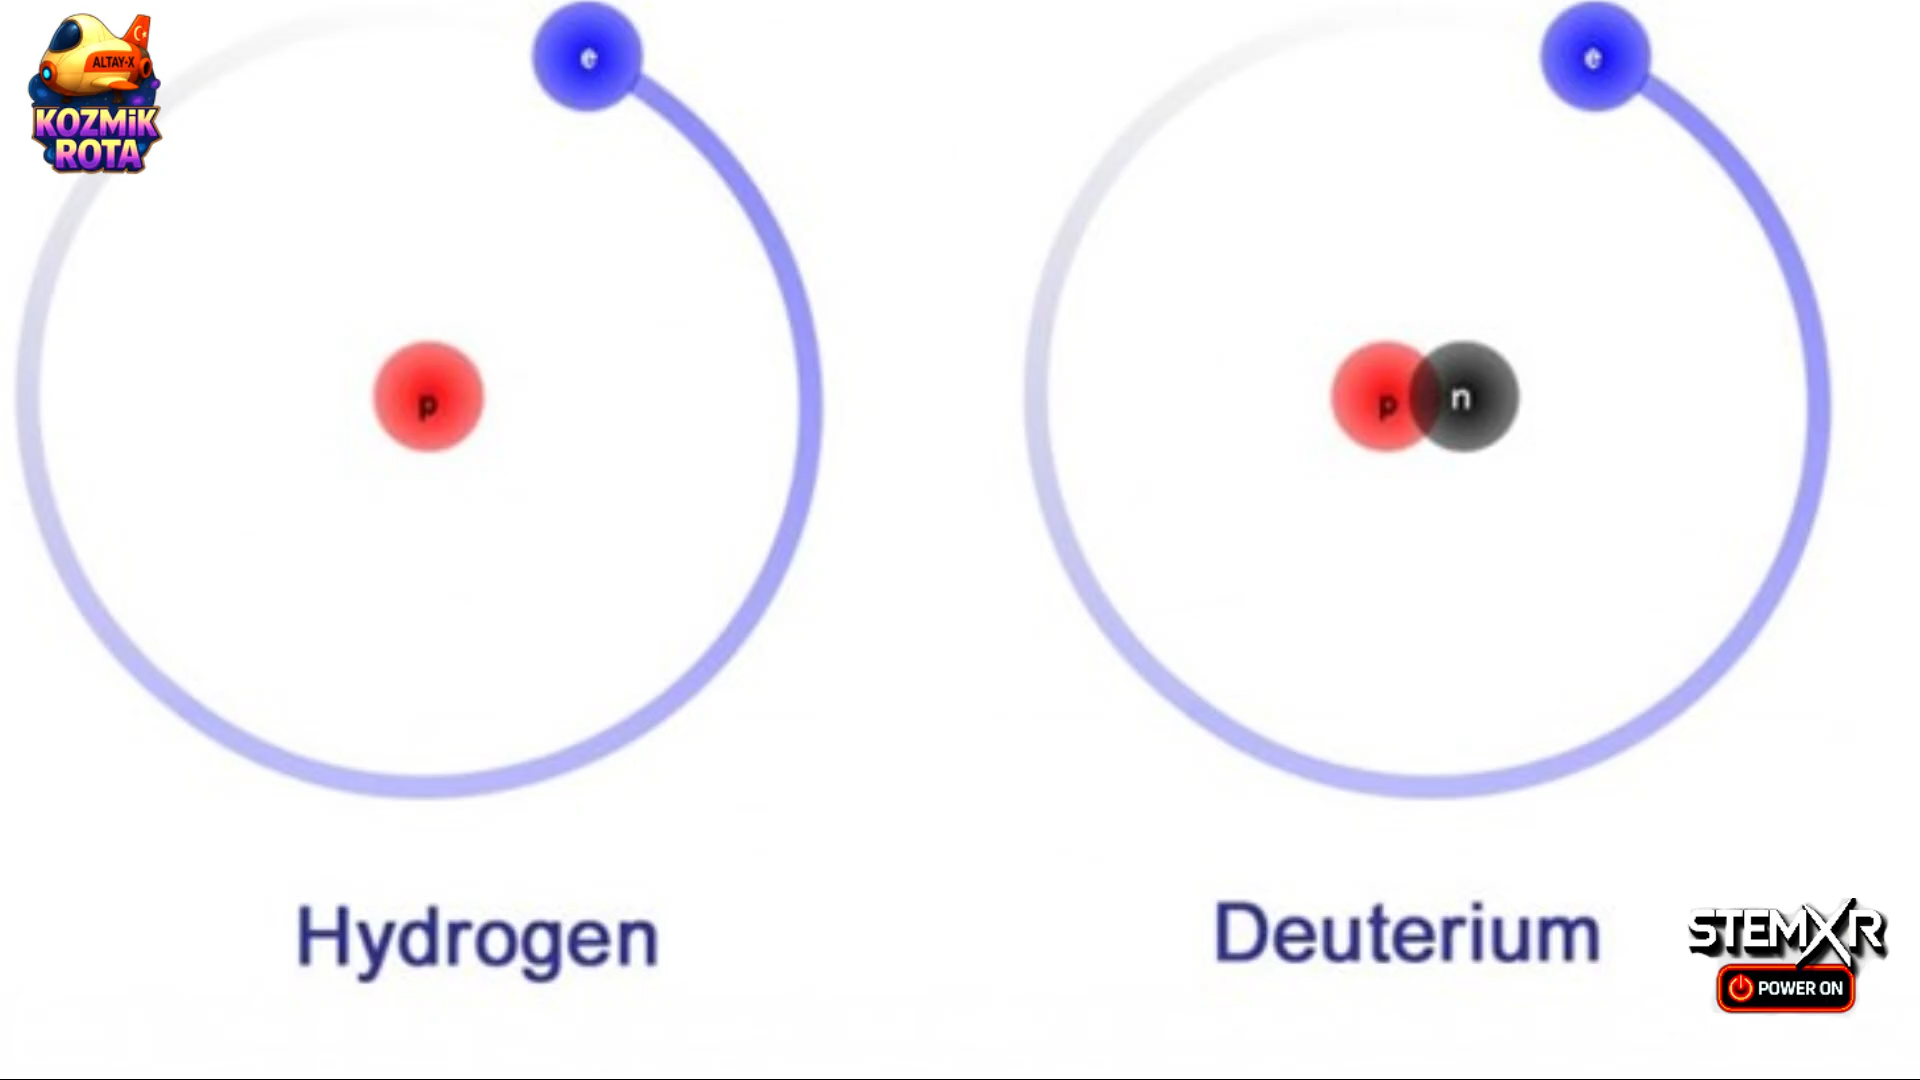 ALTAY-X
KOZMİK
ROTA
e
e
p
p
n
Hydrogen
Deuterium
STEMXR
POWER ON